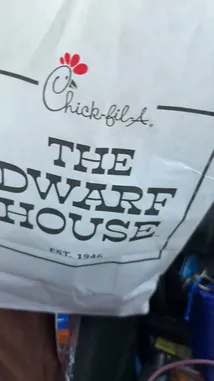 Chick-fil-A®
THE
DWARF
HOUSE
EST. 1946